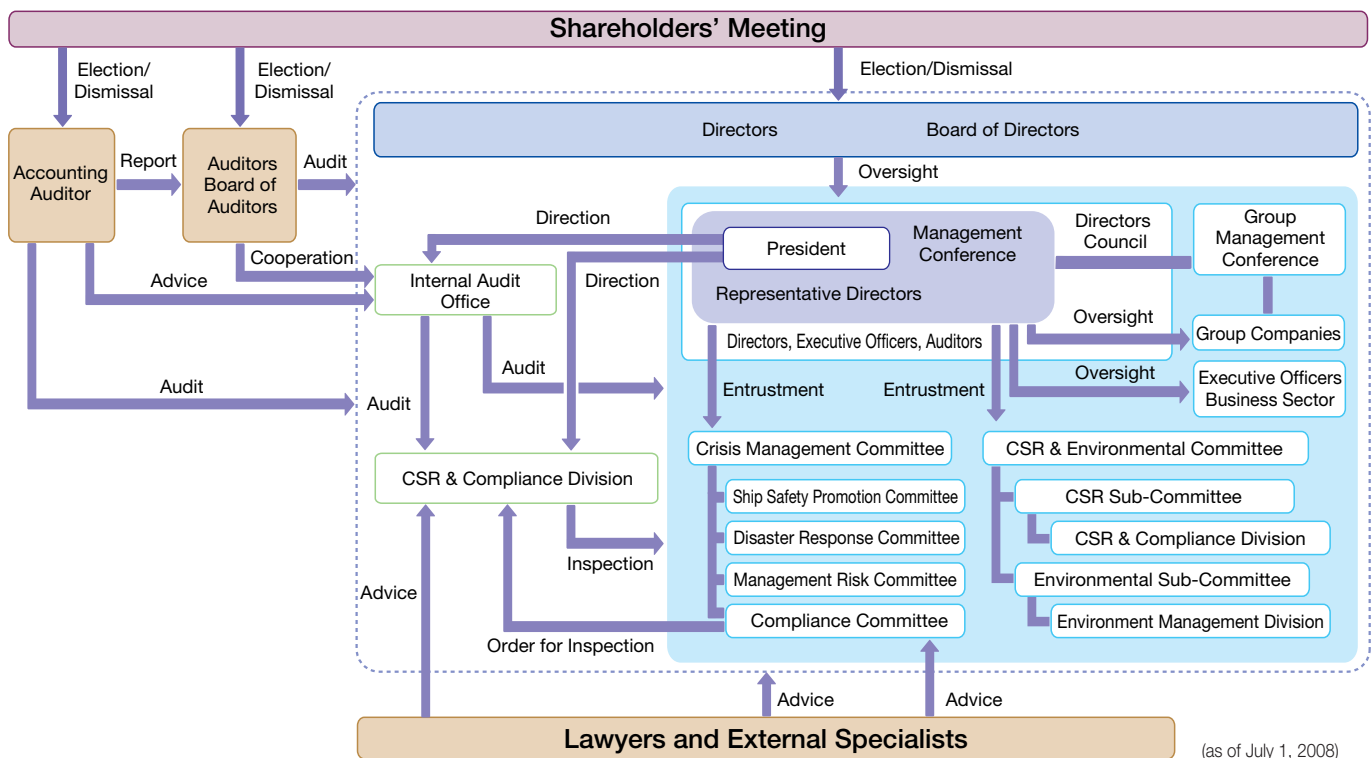 Shareholders’ Meeting
Election/
Dismissal
Election/
Dismissal
Election/Dismissal
Directors
Board of Directors
Accounting
Auditor
Report
Auditors
Board of
Auditors
Audit
Oversight
Direction
President
Management
Conference
Directors
Council
Group
Management
Conference
Cooperation
Advice
Internal Audit
Office
Direction
Representative Directors
Oversight
Group Companies
Directors, Executive Officers, Auditors
Audit
Audit
Audit
Entrustment
Entrustment
Oversight
Executive Officers
Business Sector
Crisis Management Committee
CSR & Environmental Committee
CSR & Compliance Division
Ship Safety Promotion Committee
CSR Sub-Committee
Disaster Response Committee
CSR & Compliance Division
Inspection
Management Risk Committee
Environmental Sub-Committee
Advice
Compliance Committee
Environment Management Division
Order for Inspection
Advice
Advice
Lawyers and External Specialists
(as of July 1, 2008)